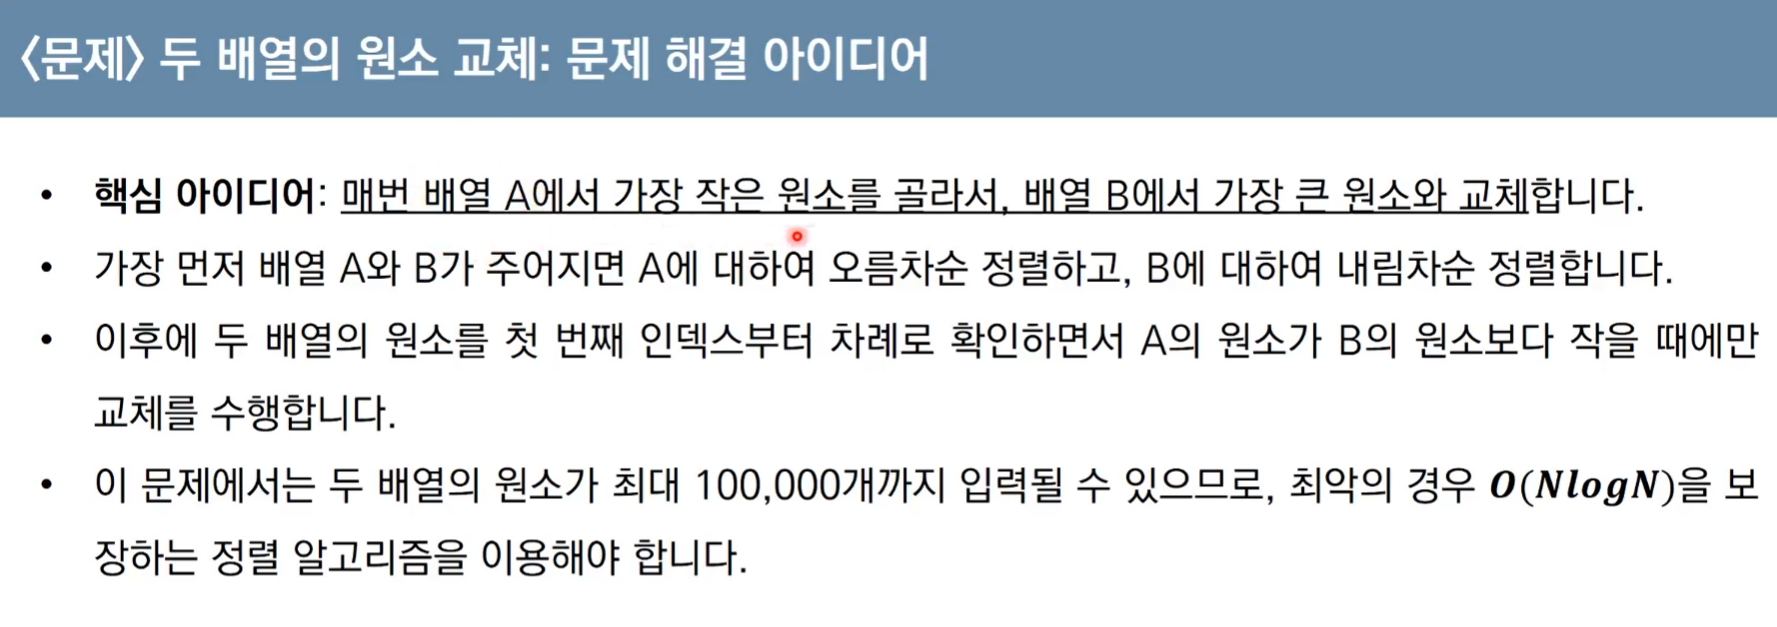 <문제> 두 배열의 원소 교체: 문제 해결 아이디어
• 핵심 아이디어: 매번 배열 A에서 가장 작은 원소를 골라서, 배열 B에서 가장 큰 원소와 교체합니다.
• 가장 먼저 배열 A와 B가 주어지면 A에 대하여 오름차순 정렬하고, B에 대하여 내림차순 정렬합니다.
• 이후에 두 배열의 원소를 첫 번째 인덱스부터 차례로 확인하면서 A의 원소가 B의 원소보다 작을 때에만
교체를 수행합니다.
• 이 문제에서는 두 배열의 원소가 최대 100,000개까지 입력될 수 있으므로, 최악의 경우 O(NlogN)을 보
장하는 정렬 알고리즘을 이용해야 합니다.